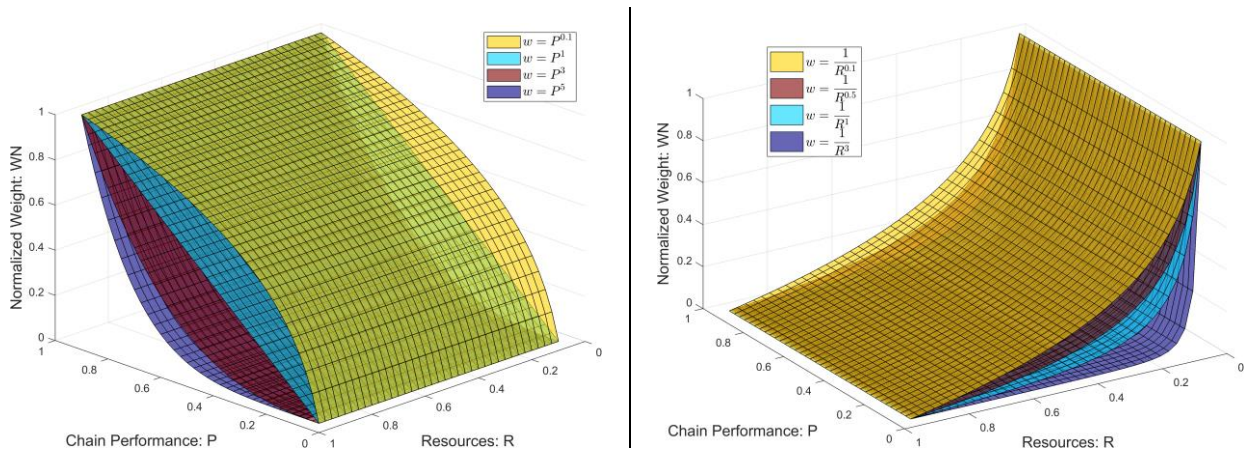 w = P^0.1
w = P^1
w = P^3
w = P^5
Normalized Weight: WN
1
0.8
0.6
0.4
0.2
0
1
0.8
0.6
0.4
0.2
0
Chain Performance: P
1
0.8
0.6
0.4
0.2
0
Resources: R
w = 1/R^0.1
w = 1/R^0.5
w = 1/R^1
w = 1/R^3
Normalized Weight: WN
1
0.8
0.6
0.4
0.2
0
1
0.8
0.6
0.4
0.2
0
Chain Performance: P
1
0.8
0.6
0.4
0.2
0
Resources: R